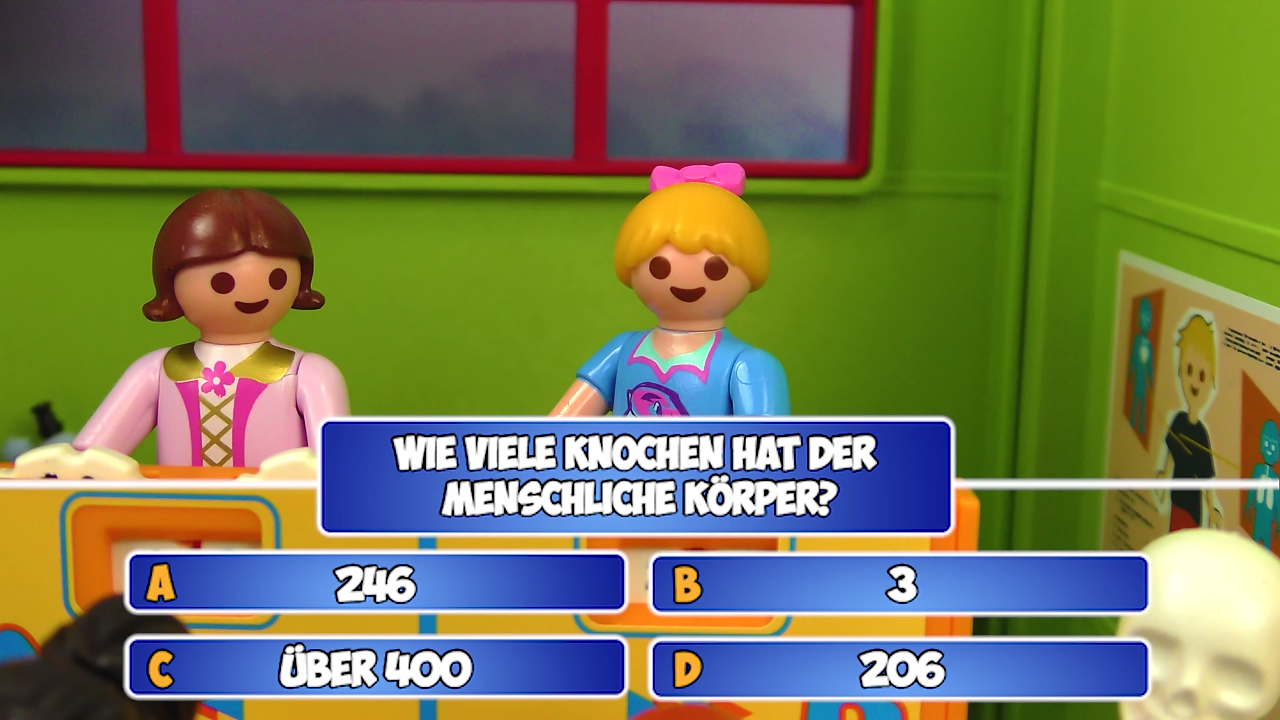 WIE VIELE KNOCHEN HAT DER
MENSCHLICHE KÖRPER?
A 246
B 3
C ÜBER 400
D 206